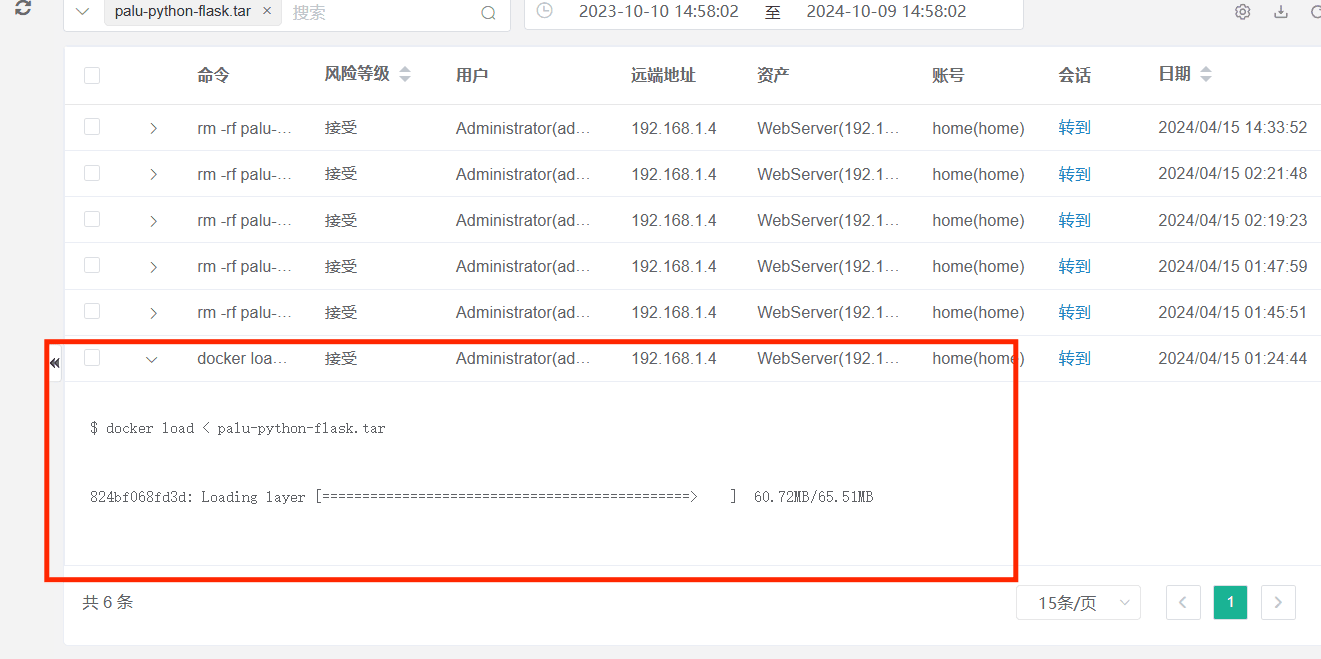 palu-python-flask.tar × 搜索 2023-10-10 14:58:02 至 2024-10-09 14:58:02
命令 风险等级 用户 远端地址 资产 账号 会话 日期
rm -rf palu-... 接受 Administrator(ad... 192.168.1.4 WebServer(192.1... home(home) 转到 2024/04/15 14:33:52
rm -rf palu-... 接受 Administrator(ad... 192.168.1.4 WebServer(192.1... home(home) 转到 2024/04/15 02:21:48
rm -rf palu-... 接受 Administrator(ad... 192.168.1.4 WebServer(192.1... home(home) 转到 2024/04/15 02:19:23
rm -rf palu-... 接受 Administrator(ad... 192.168.1.4 WebServer(192.1... home(home) 转到 2024/04/15 01:47:59
rm -rf palu-... 接受 Administrator(ad... 192.168.1.4 WebServer(192.1... home(home) 转到 2024/04/15 01:45:51
docker loa... 接受 Administrator(ad... 192.168.1.4 WebServer(192.1... home(home) 转到 2024/04/15 01:24:44
$ docker load < palu-python-flask.tar
824bf068fd3d: Loading layer [==============================================> ] 60.72MB/65.51MB
共 6 条 15条/页 1